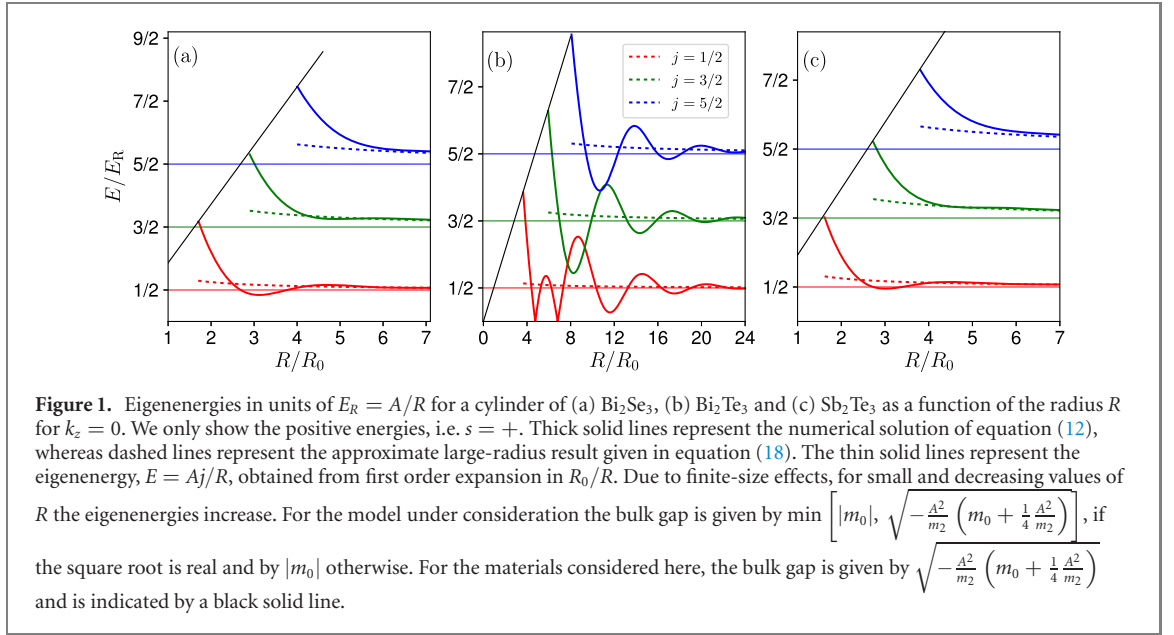 (a)
(b)
(c)
9/2
7/2
5/2
3/2
1/2
E/E_R
1 2 3 4 5 6 7
R/R_0
7/2
5/2
3/2
1/2
j = 1/2
j = 3/2
j = 5/2
0 4 8 12 16 20 24
R/R_0
7/2
5/2
3/2
1/2
1 2 3 4 5 6 7
R/R_0
Figure 1. Eigenenergies in units of E_R = A/R for a cylinder of (a) Bi₂Se₃, (b) Bi₂Te₃ and (c) Sb₂Te₃ as a function of the radius R
for k_z = 0. We only show the positive energies, i.e. s = +. Thick solid lines represent the numerical solution of equation (12),
whereas dashed lines represent the approximate large-radius result given in equation (18). The thin solid lines represent the
eigenenergy, E = Aj/R, obtained from first order expansion in R_0/R. Due to finite-size effects, for small and decreasing values of
R the eigenenergies increase. For the model under consideration the bulk gap is given by min [|m_0|, √(−A²/m_2 (m_0 + 1/4 A²/m_2))], if
the square root is real and by |m_0| otherwise. For the materials considered here, the bulk gap is given by √(−A²/m_2 (m_0 + 1/4 A²/m_2))
and is indicated by a black solid line.